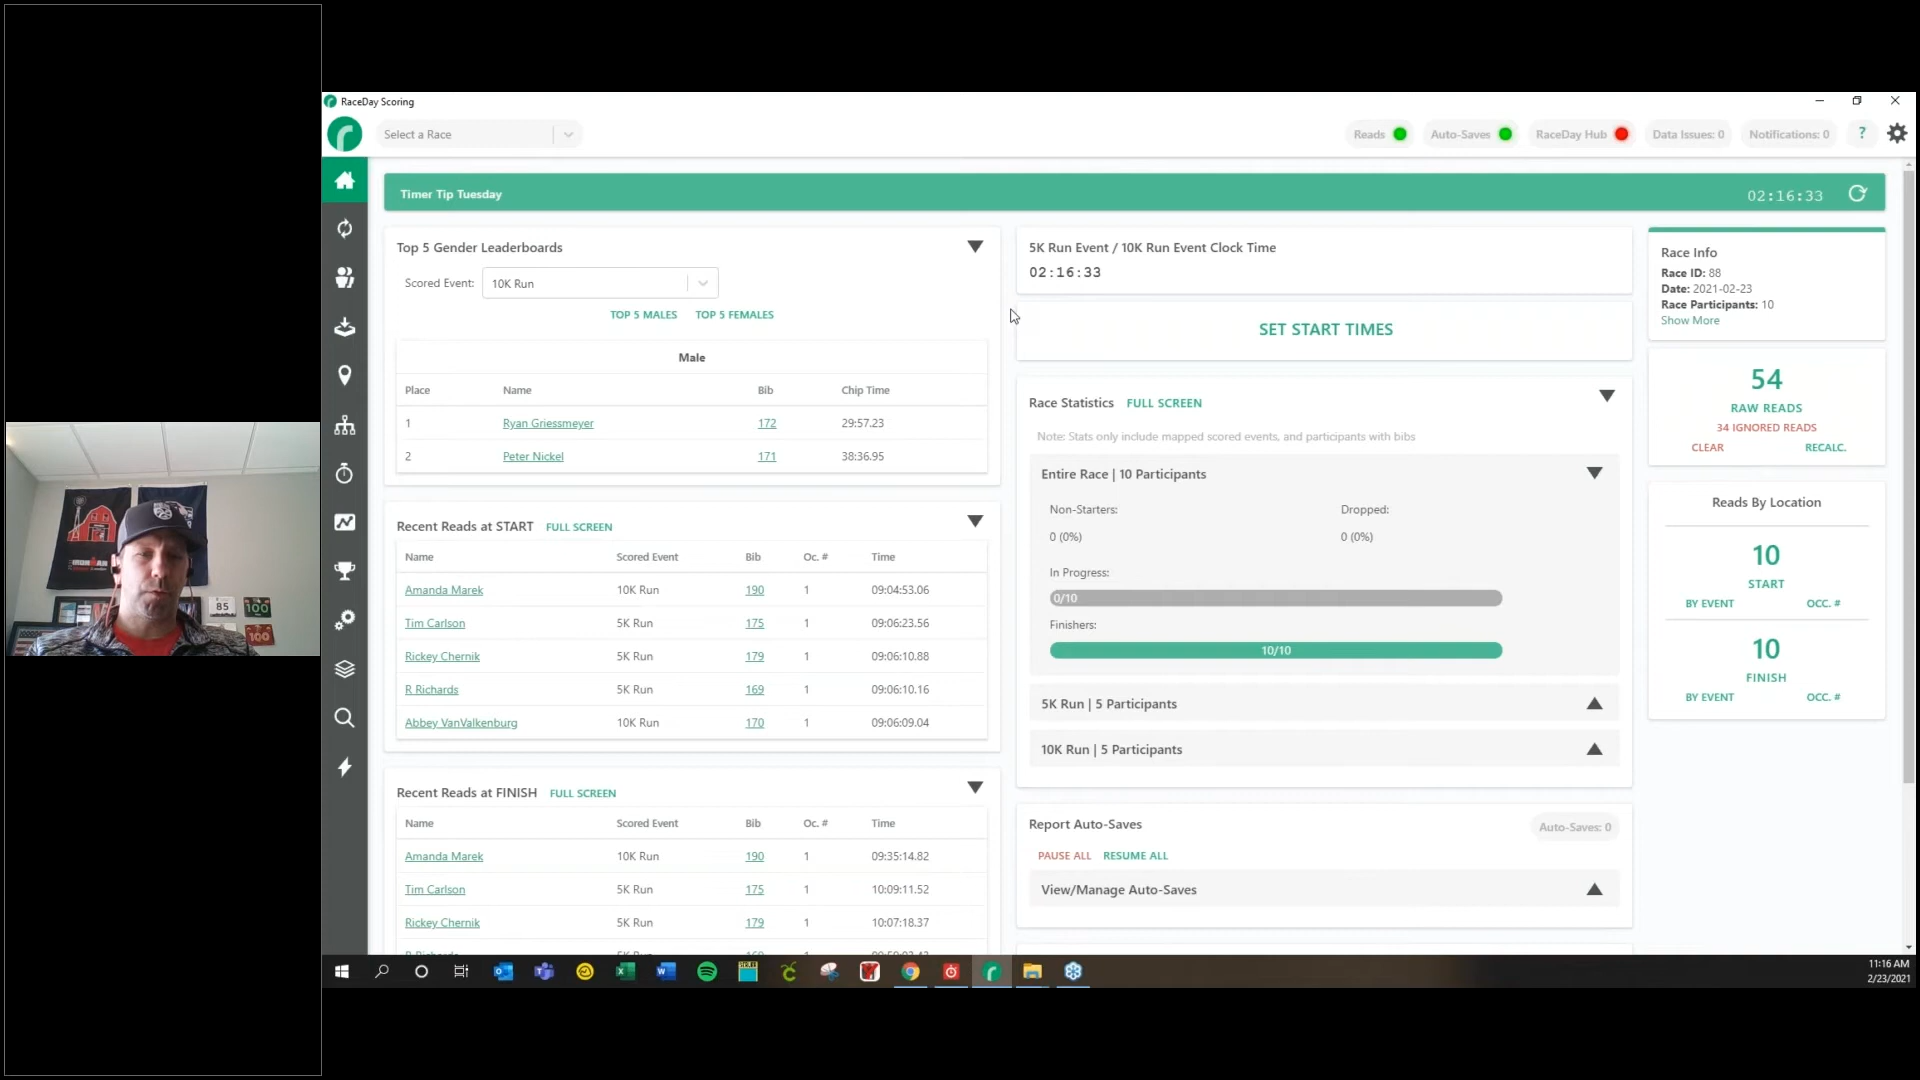 RaceDay Scoring
Select a Race
Reads
Auto-Saves
RaceDay Hub
Data Issues: 0
Notifications: 0
?
Timer Tip Tuesday
02:16:33
Top 5 Gender Leaderboards
Scored Event: 10K Run
TOP 5 MALES TOP 5 FEMALES
Male
Place Name Bib Chip Time
1 Ryan Griessmeyer 172 29:57.23
2 Peter Nickel 171 38:36.95
Recent Reads at START FULL SCREEN
Name Scored Event Bib Oc. # Time
Amanda Marek 10K Run 190 1 09:04:53.06
Tim Carlson 5K Run 175 1 09:06:23.56
Rickey Chernik 5K Run 179 1 09:06:10.88
R Richards 5K Run 169 1 09:06:10.16
Abbey VanValkenburg 10K Run 170 1 09:06:09.04
Recent Reads at FINISH FULL SCREEN
Name Scored Event Bib Oc. # Time
Amanda Marek 10K Run 190 1 09:35:14.82
Tim Carlson 5K Run 175 1 10:09:11.52
Rickey Chernik 5K Run 179 1 10:07:18.37
5K Run Event / 10K Run Event Clock Time
02:16:33
SET START TIMES
Race Statistics FULL SCREEN
Note: Stats only include mapped scored events, and participants with bibs
Entire Race | 10 Participants
Non-Starters: Dropped:
0 (0%) 0 (0%)
In Progress:
0/10
Finishers:
10/10
5K Run | 5 Participants
10K Run | 5 Participants
Report Auto-Saves
Auto-Saves: 0
PAUSE ALL RESUME ALL
View/Manage Auto-Saves
Race Info
Race ID: 88
Date: 2021-02-23
Race Participants: 10
Show More
54
RAW READS
34 IGNORED READS
CLEAR RECALC.
Reads By Location
10
START
BY EVENT OCC. #
10
FINISH
BY EVENT OCC. #
85
100
100
11:16 AM
2/23/2021